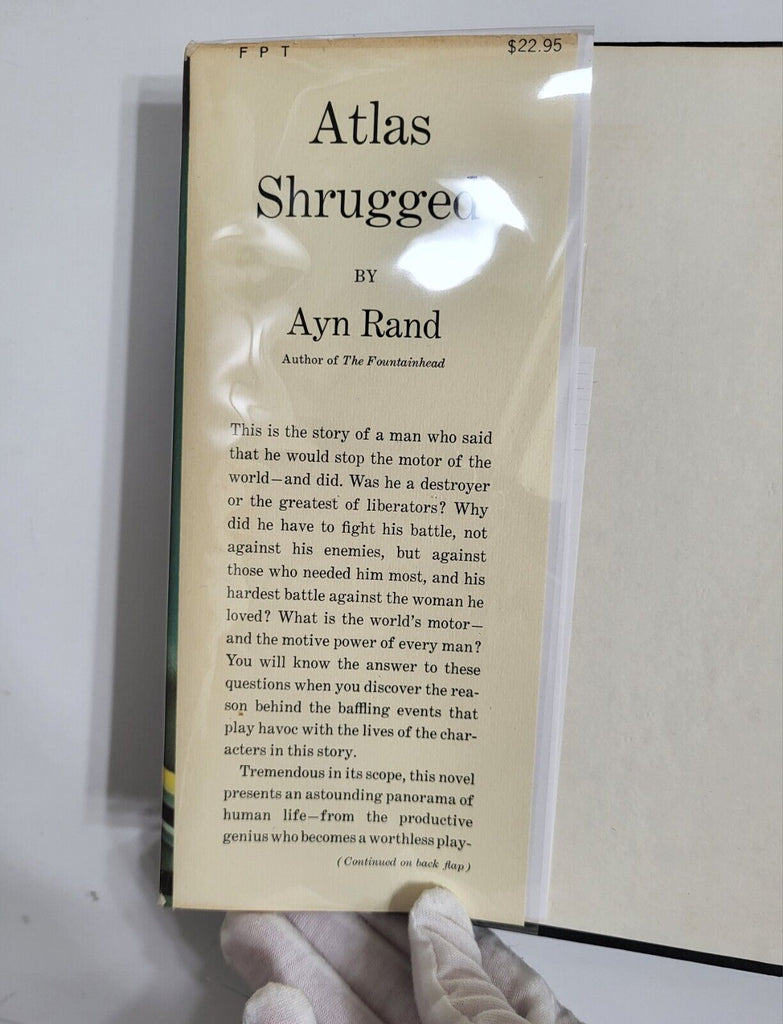 F P T $22.95
Atlas
Shrugged
BY
Ayn Rand
Author of The Fountainhead
This is the story of a man who said
that he would stop the motor of the
world—and did. Was he a destroyer
or the greatest of liberators? Why
did he have to fight his battle, not
against his enemies, but against
those who needed him most, and his
hardest battle against the woman he
loved? What is the world's motor—
and the motive power of every man?
You will know the answer to these
questions when you discover the rea-
son behind the baffling events that
play havoc with the lives of the char-
acters in this story.
Tremendous in its scope, this novel
presents an astounding panorama of
human life—from the productive
genius who becomes a worthless play-
(Continued on back flap)